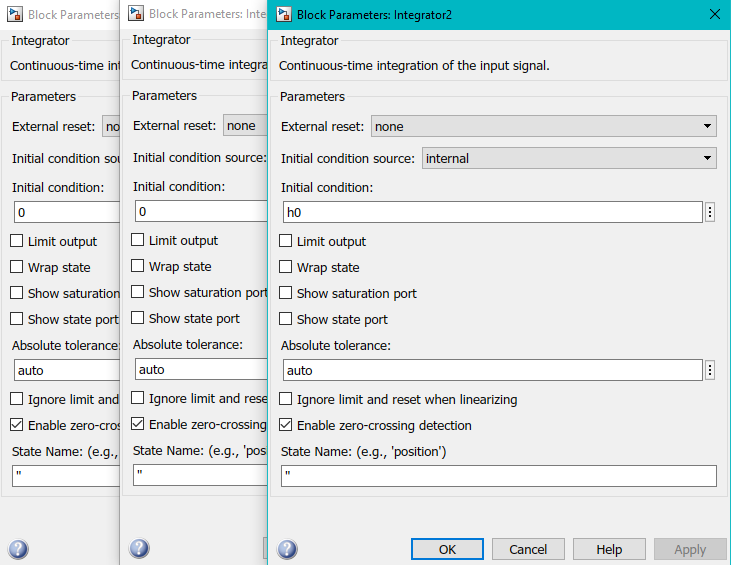 Block Parameters:
Integrator
Continuous-time int
Parameters
External reset: no
Initial condition sou
Initial condition:
0
Limit output
Wrap state
Show saturation
Show state port
Absolute tolerance:
auto
Ignore limit and
Enable zero-cros
State Name: (e.g.,
''
?
Block Parameters: Inte
Integrator
Continuous-time integra
Parameters
External reset: none
Initial condition source:
Initial condition:
0
Limit output
Wrap state
Show saturation port
Show state port
Absolute tolerance:
auto
Ignore limit and rese
Enable zero-crossing
State Name: (e.g., 'posi
''
?
Block Parameters: Integrator2
Integrator
Continuous-time integration of the input signal.
Parameters
External reset: none
Initial condition source: internal
Initial condition:
h0
Limit output
Wrap state
Show saturation port
Show state port
Absolute tolerance:
auto
Ignore limit and reset when linearizing
Enable zero-crossing detection
State Name: (e.g., 'position')
''
? OK Cancel Help Apply